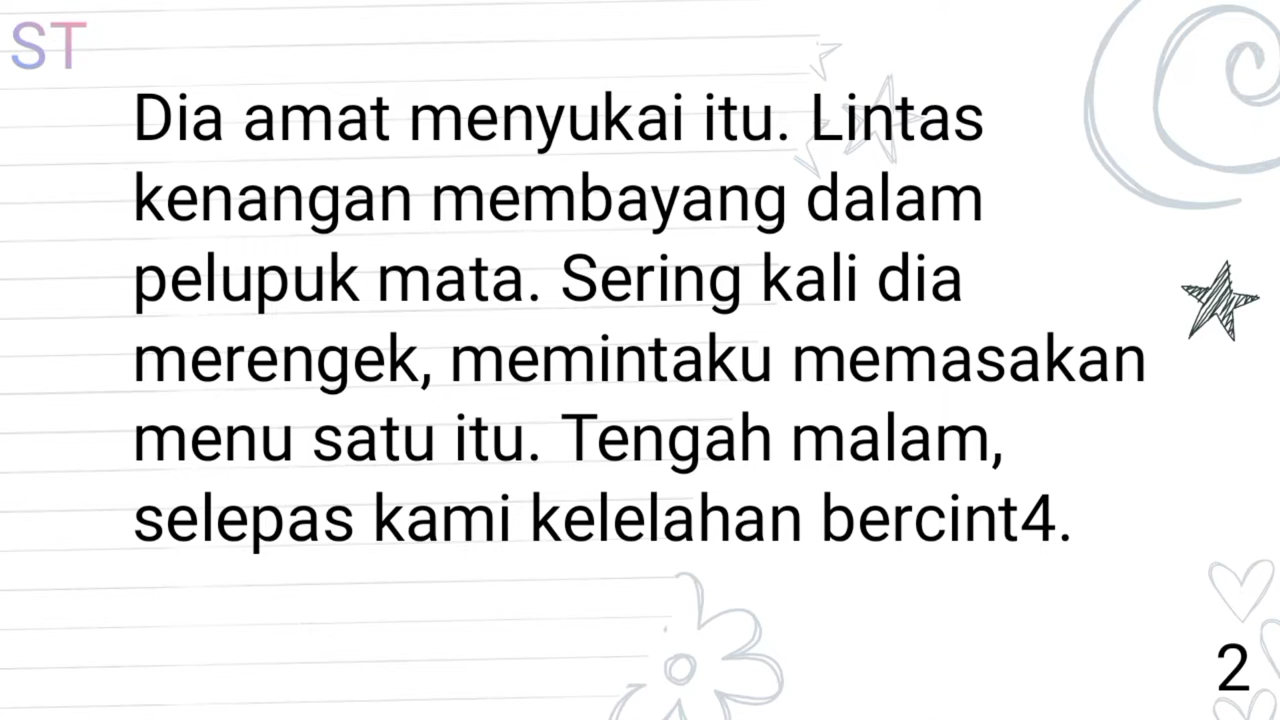 ST
Dia amat menyukai itu. Lintas
kenangan membayang dalam
pelupuk mata. Sering kali dia
merengek, memintaku memasakan
menu satu itu. Tengah malam,
selepas kami kelelahan bercint4.
2